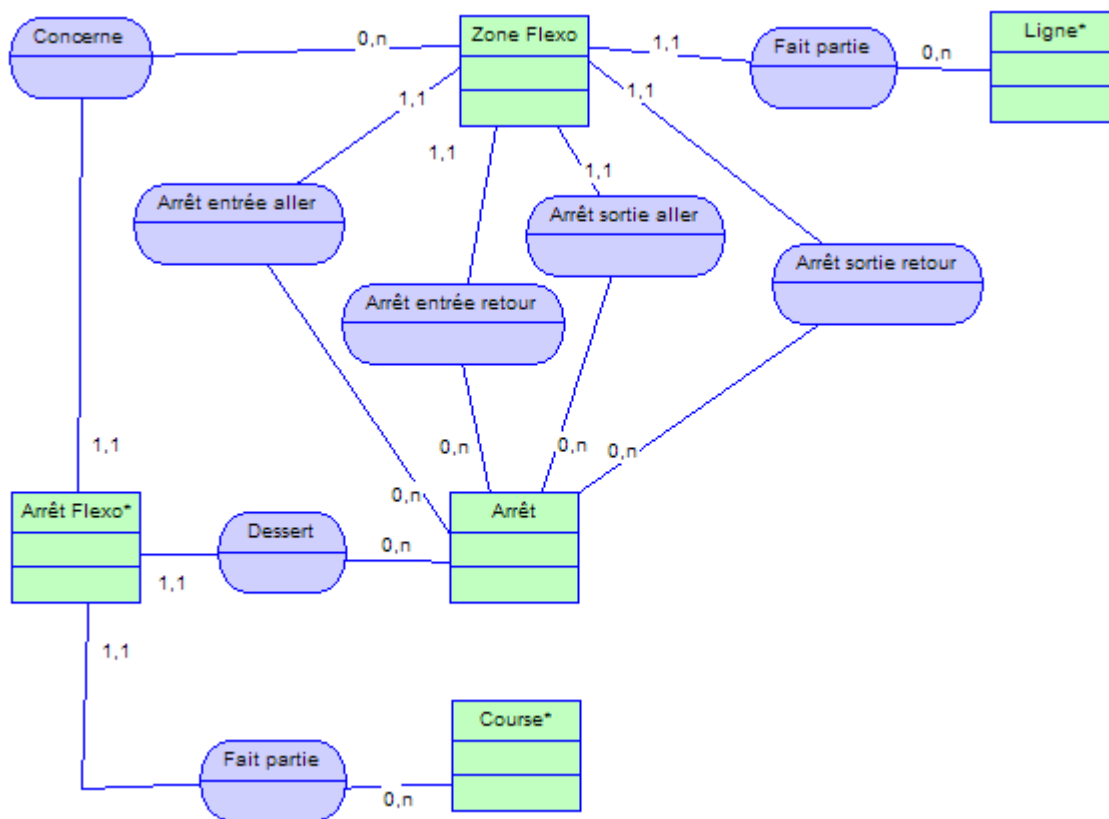 Concerne
0,n
Zone Flexo
1,1
Fait partie
0,n
Ligne*
1,1
1,1
1,1
1,1
Arrêt entrée aller
Arrêt sortie aller
Arrêt sortie retour
Arrêt entrée retour
1,1
0,n
0,n
0,n
0,n
Arrêt Flexo*
Arrêt
Dessert
0,n
1,1
1,1
Course*
Fait partie
0,n